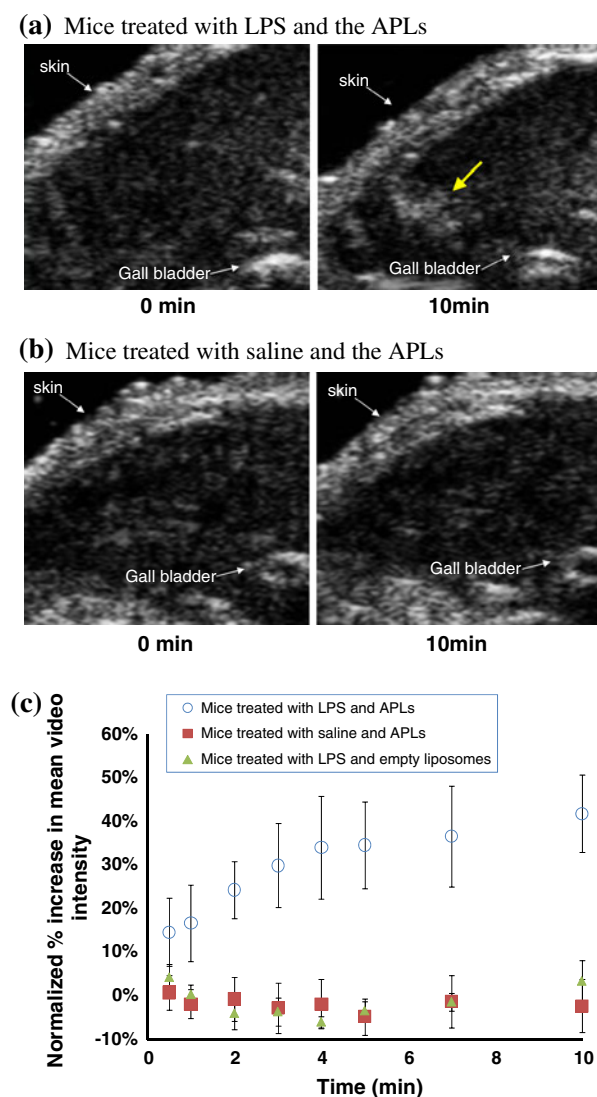 (a) Mice treated with LPS and the APLs
skin
Gall bladder
0 min
skin
Gall bladder
10min
(b) Mice treated with saline and the APLs
skin
Gall bladder
0 min
skin
Gall bladder
10min
(c)
Normalized % increase in mean video
intensity
Mice treated with LPS and APLs
Mice treated with saline and APLs
Mice treated with LPS and empty liposomes
60%
50%
40%
30%
20%
10%
0%
-10%
0 2 4 6 8 10
Time (min)